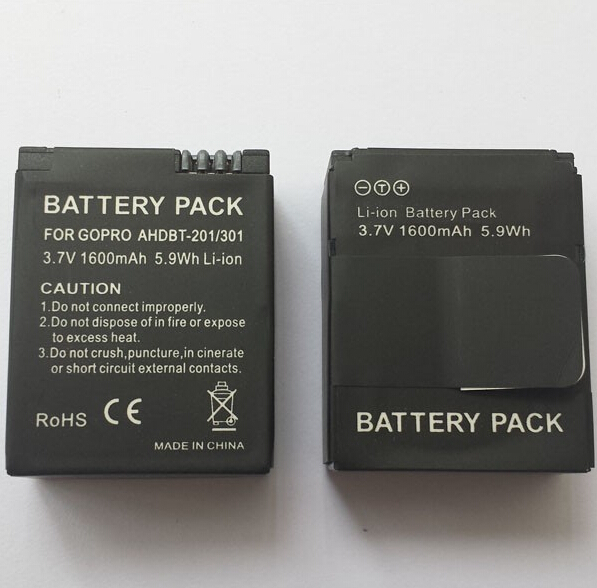 BATTERY PACK
FOR GOPRO AHDBT-201/301
3.7V 1600mAh 5.9Wh Li-ion
CAUTION
1.Do not connect improperly.
2.Do not dispose of in fire or expose
to excess heat.
3.Do not crush,puncture,in cinerate
or short circuit external contacts.
RoHS CE
MADE IN CHINA
- T +
Li-ion Battery Pack
3.7V 1600mAh 5.9Wh
BATTERY PACK